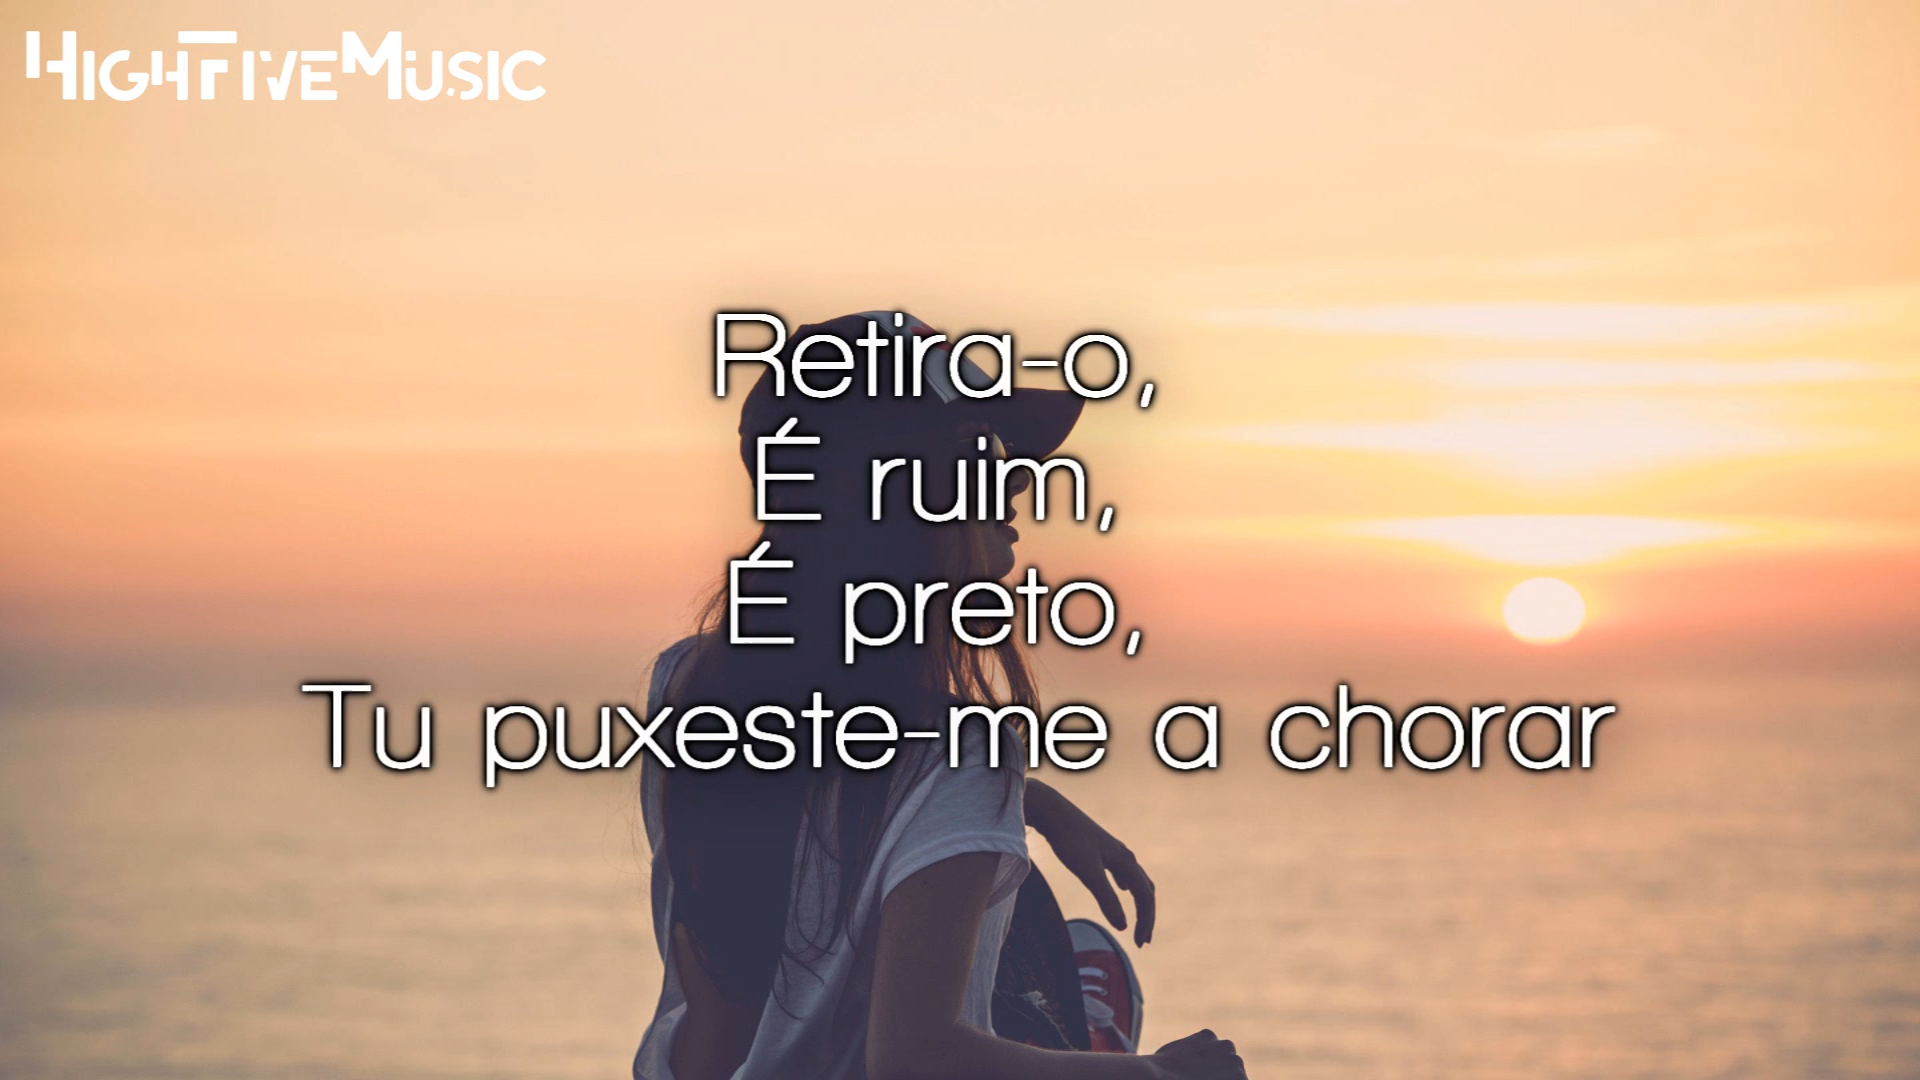 HIGHFIVEMUSIC
Retira-o,
É ruim,
É preto,
Tu puxeste-me a chorar